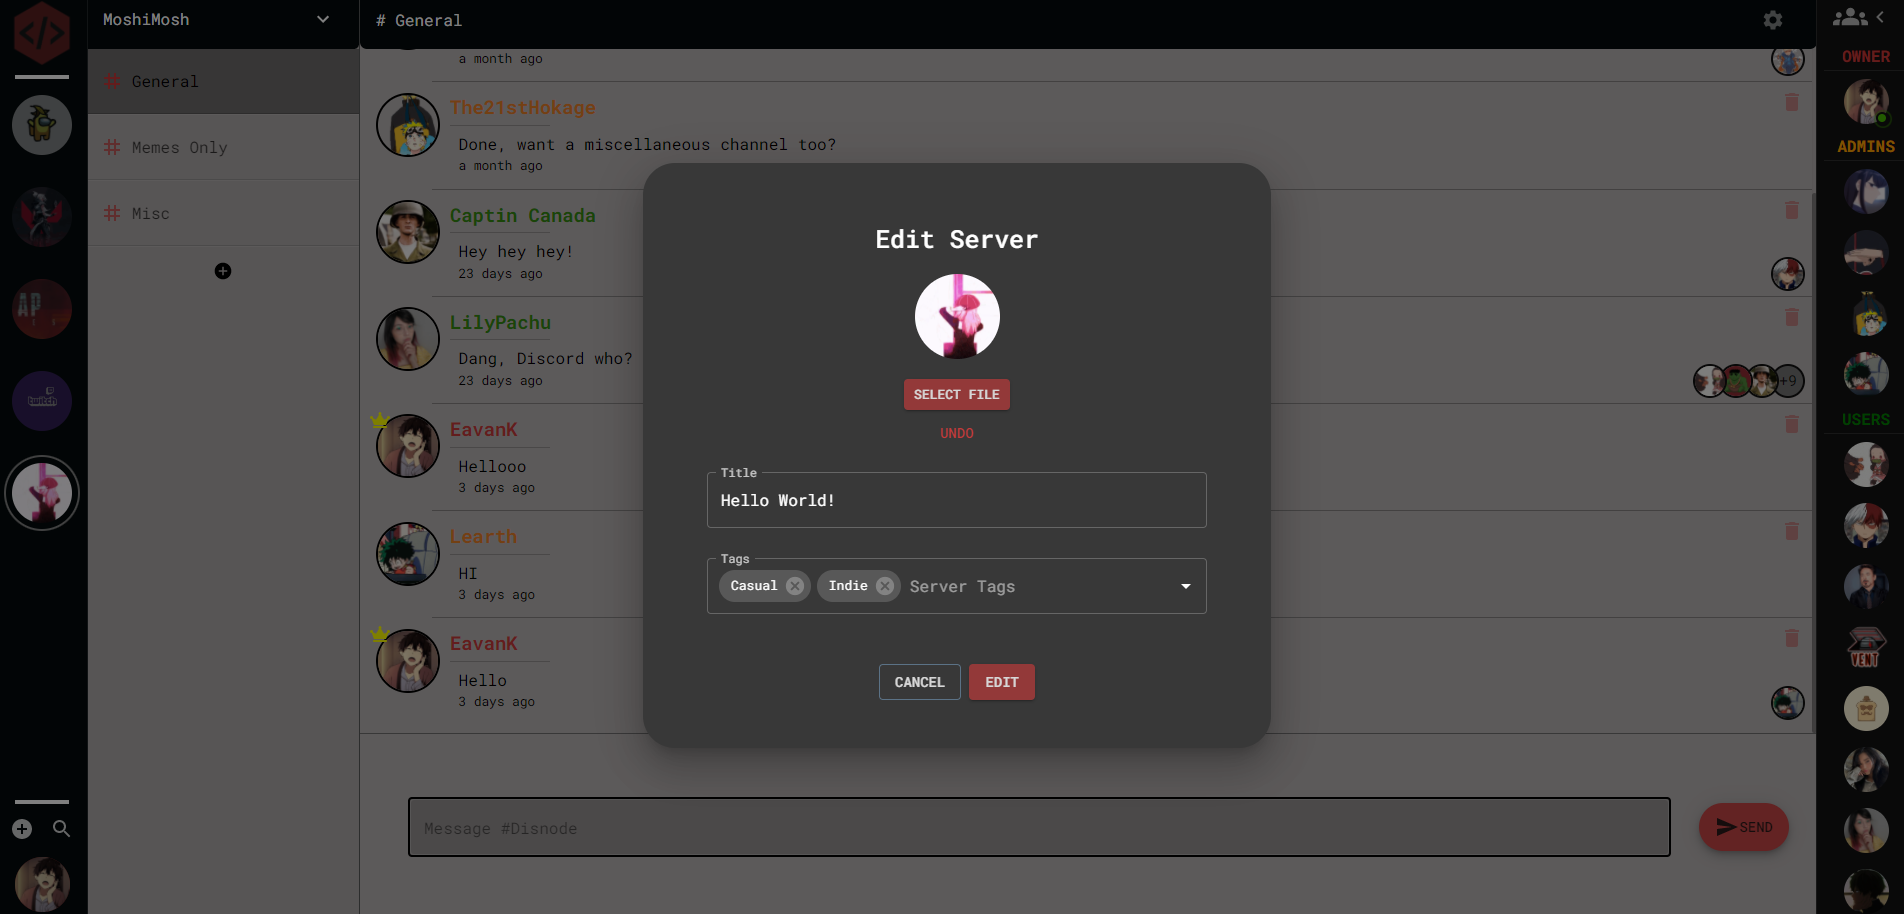 MoshiMosh
# General
OWNER
ADMINS
USERS
# General
# Memes Only
# Misc
AP
twitch
a month ago
The21stHokage
Done, want a miscellaneous channel too?
a month ago
Captin Canada
Hey hey hey!
23 days ago
LilyPachu
Dang, Discord who?
23 days ago
+9
EavanK
Hellooo
3 days ago
Learth
HI
3 days ago
EavanK
Hello
3 days ago
Edit Server
SELECT FILE
UNDO
Title
Hello World!
Tags
Casual Indie Server Tags
CANCEL EDIT
VENT
Message #Disnode
SEND